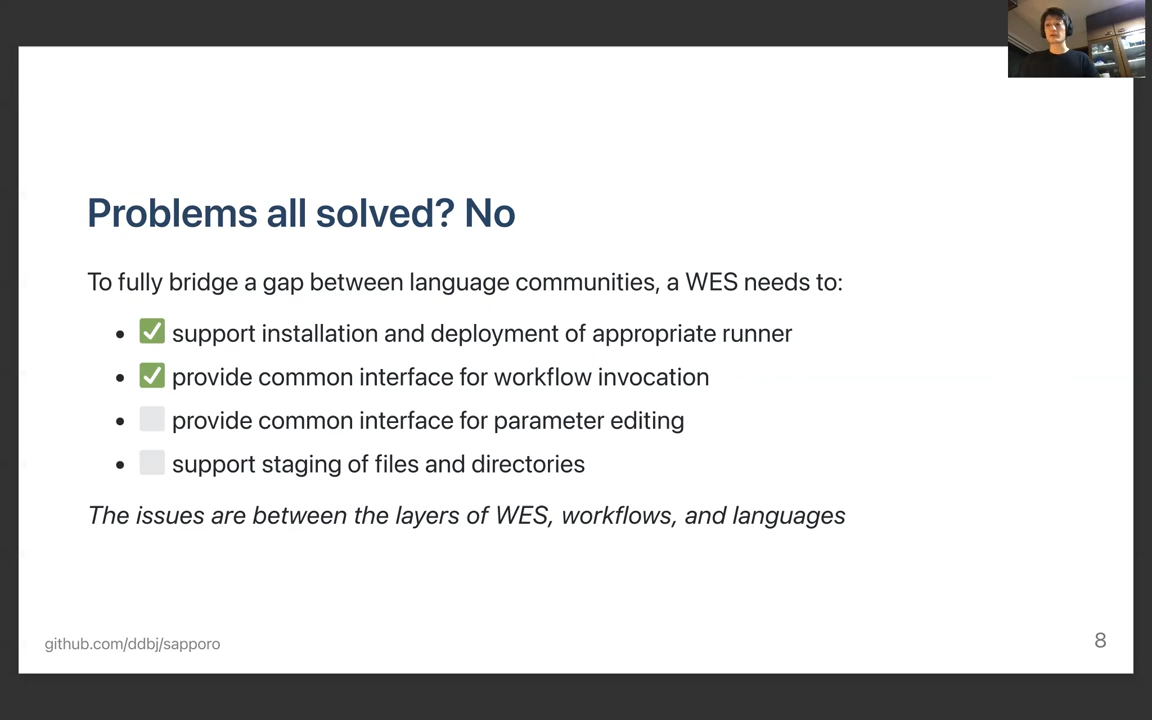 Problems all solved? No
To fully bridge a gap between language communities, a WES needs to:
• ✅ support installation and deployment of appropriate runner
• ✅ provide common interface for workflow invocation
• provide common interface for parameter editing
• support staging of files and directories
The issues are between the layers of WES, workflows, and languages
github.com/ddbj/sapporo
8